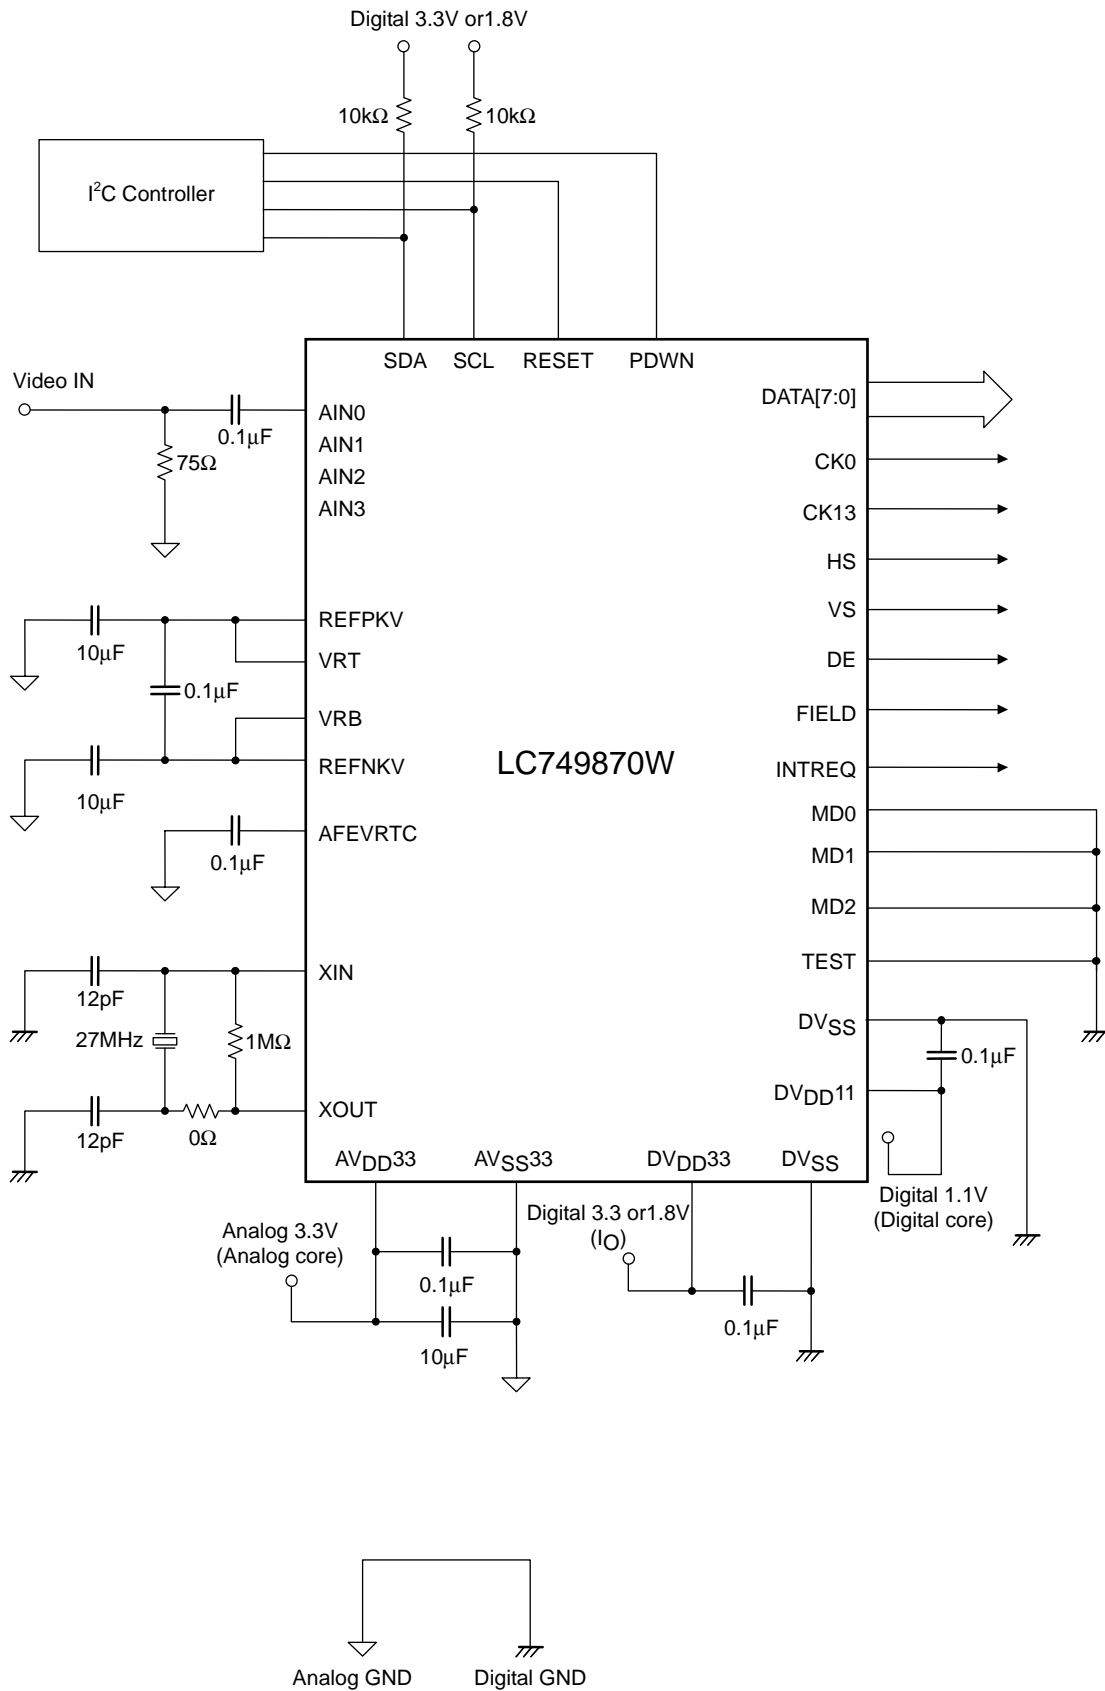 Digital 3.3V or1.8V
10kΩ
10kΩ
I²C Controller
SDA
SCL
RESET
PDWN
Video IN
DATA[7:0]
AIN0
0.1μF
AIN1
75Ω
CK0
AIN2
AIN3
CK13
HS
VS
REFPKV
10μF
VRT
DE
0.1μF
FIELD
VRB
REFNKV
LC749870W
INTREQ
10μF
MD0
AFEVRTC
0.1μF
MD1
MD2
TEST
XIN
12pF
DVSS
27MHz
1MΩ
0.1μF
DVDD11
XOUT
12pF
0Ω
AVDD33
AVSS33
DVDD33
DVSS
Digital 1.1V
(Digital core)
Analog 3.3V
(Analog core)
Digital 3.3 or1.8V
(IO)
0.1μF
0.1μF
10μF
Analog GND
Digital GND